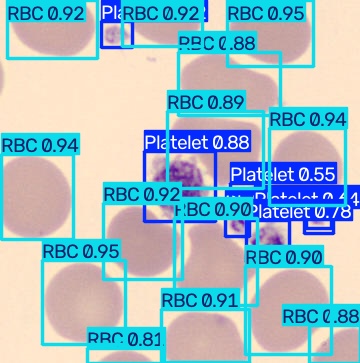 RBC 0.92
RBC 0.92
RBC 0.95
RBC 0.88
RBC 0.89
RBC 0.94
Platelet 0.88
RBC 0.94
Platelet 0.55
RBC 0.92
RBC 0.90
Platelet 0.78
RBC 0.95
RBC 0.90
RBC 0.91
RBC 0.88
RBC 0.81